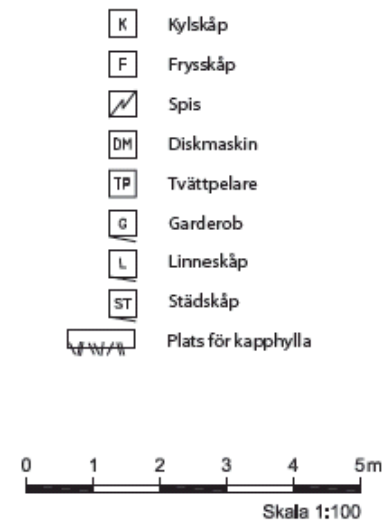 K Kylskåp
F Frysskåp
Spis
DM Diskmaskin
TP Tvättpelare
G Garderob
L Linneskåp
ST Städskåp
Plats för kapphylla
0 1 2 3 4 5m
Skala 1:100